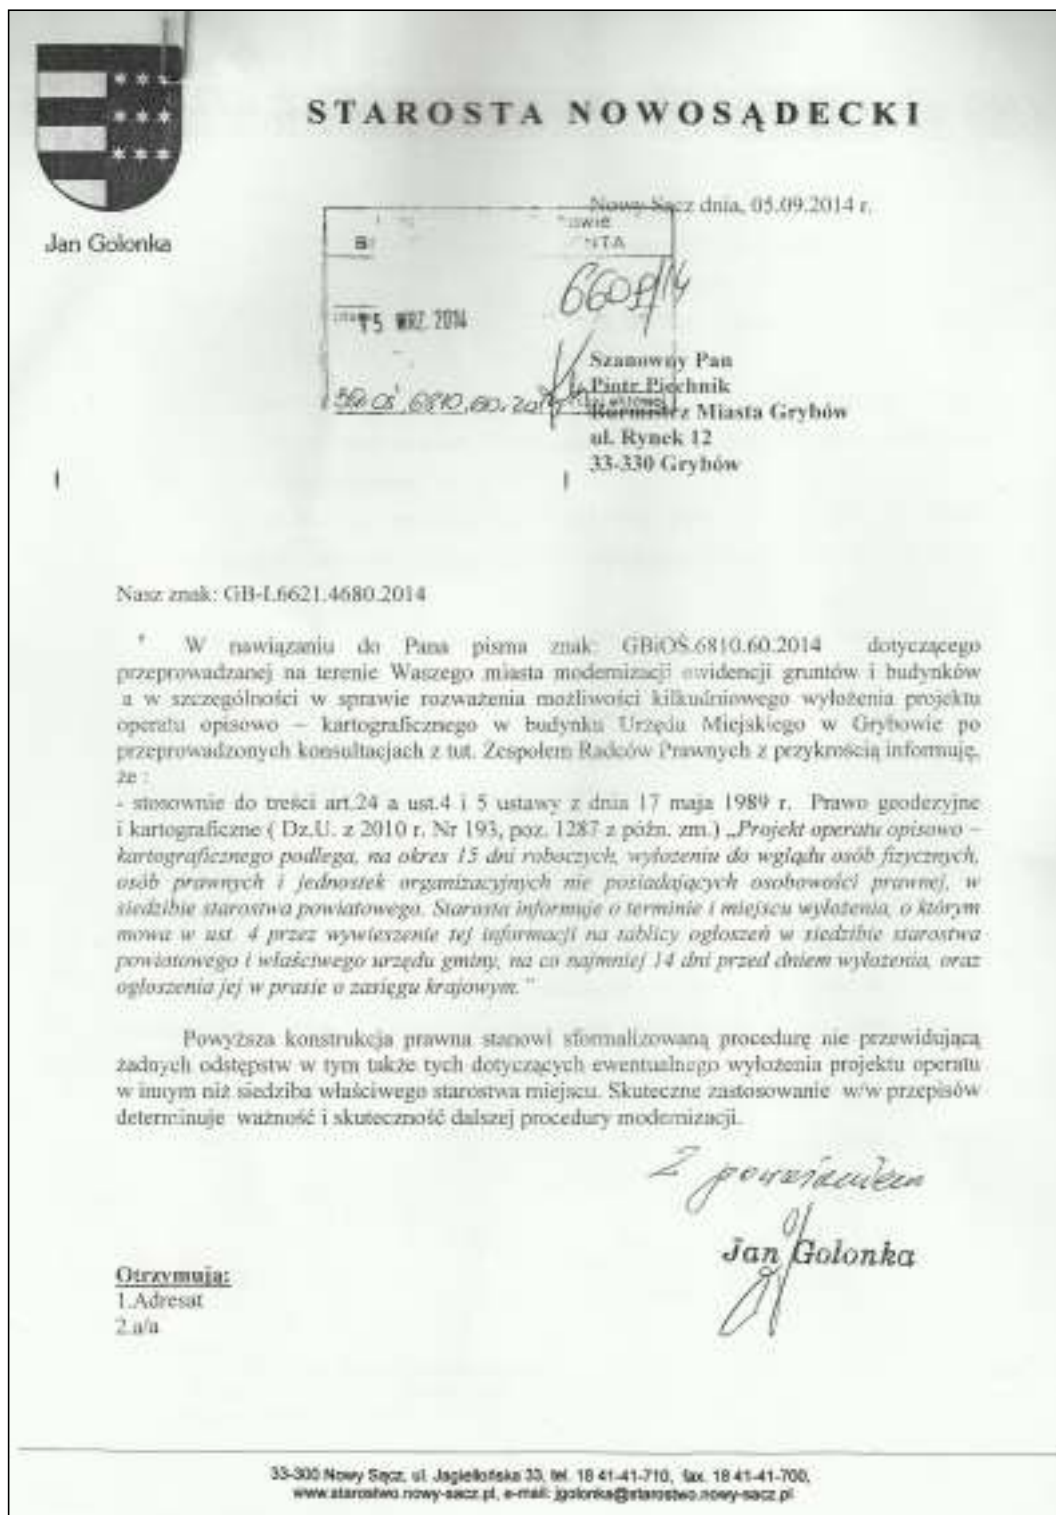 STAROSTA NOWOSĄDECKI
Jan Golonka
Nowy Sącz dnia, 05.09.2014 r.
6609/14
15 WRZ. 2014
6810.60.2014
Szanowny Pan
Piotr Piechnik
Burmistrz Miasta Grybów
ul. Rynek 12
33-330 Grybów
Nasz znak: GB-I.6621.4680.2014
W nawiązaniu do Pana pisma znak: GBiOŚ.6810.60.2014 dotyczącego
przeprowadzanej na terenie Waszego miasta modernizacji ewidencji gruntów i budynków
a w szczególności w sprawie rozważenia możliwości kilkudniowego wyłożenia projektu
operatu opisowo – kartograficznego w budynku Urzędu Miejskiego w Grybowie po
przeprowadzonych konsultacjach z tut. Zespołem Radców Prawnych z przykrością informuję,
że :
- stosownie do treści art.24 a ust.4 i 5 ustawy z dnia 17 maja 1989 r. Prawo geodezyjne
i kartograficzne ( Dz.U. z 2010 r. Nr 193, poz. 1287 z późn. zm.) „Projekt operatu opisowo –
kartograficznego podlega, na okres 15 dni roboczych, wyłożeniu do wglądu osób fizycznych,
osób prawnych i jednostek organizacyjnych nie posiadających osobowości prawnej, w
siedzibie starostwa powiatowego. Starosta informuje o terminie i miejscu wyłożenia, o którym
mowa w ust. 4 przez wywieszenie tej informacji na tablicy ogłoszeń w siedzibie starostwa
powiatowego i właściwego urzędu gminy, na co najmniej 14 dni przed dniem wyłożenia, oraz
ogłoszenia jej w prasie o zasięgu krajowym.”
Powyższa konstrukcja prawna stanowi sformalizowaną procedurę nie przewidującą
żadnych odstępstw w tym także tych dotyczących ewentualnego wyłożenia projektu operatu
w innym niż siedziba właściwego starostwa miejscu. Skuteczne zastosowanie w/w przepisów
determinuje ważność i skuteczność dalszej procedury modernizacji.
Z poważaniem
Jan Golonka
Otrzymują:
1.Adresat
2.a/a
33-300 Nowy Sącz, ul. Jagiellońska 33, tel. 18 41-41-710, fax. 18 41-41-700,
www.starostwo.nowy-sacz.pl, e-mail: jgolonka@starostwo.nowy-sacz.pl